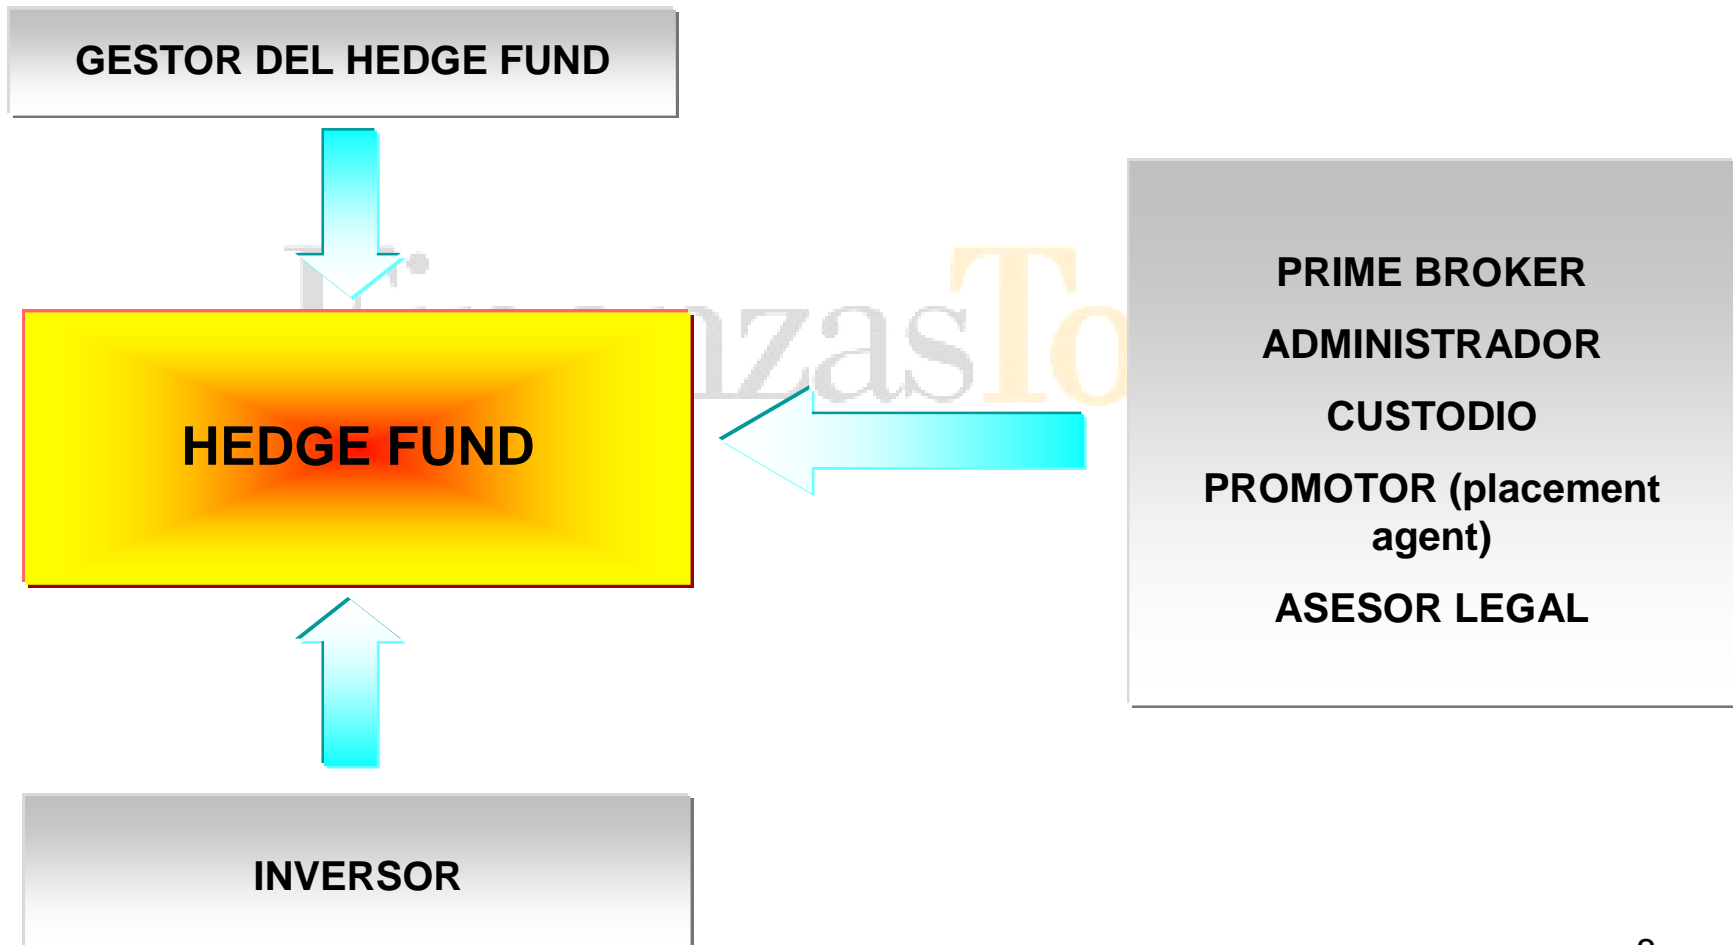 GESTOR DEL HEDGE FUND
PRIME BROKER
ADMINISTRADOR
CUSTODIO
PROMOTOR (placement
agent)
ASESOR LEGAL
HEDGE FUND
INVERSOR